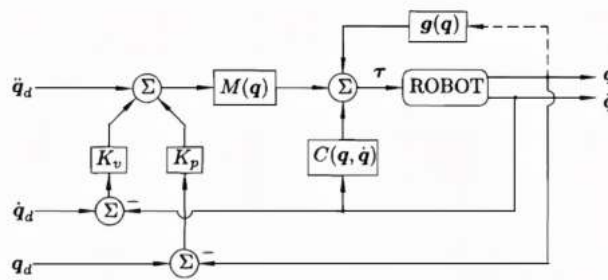 g(q)
q̈_d Σ M(q) Σ τ ROBOT q
K_v K_p C(q, q̇)
q̇_d Σ −
q_d Σ −